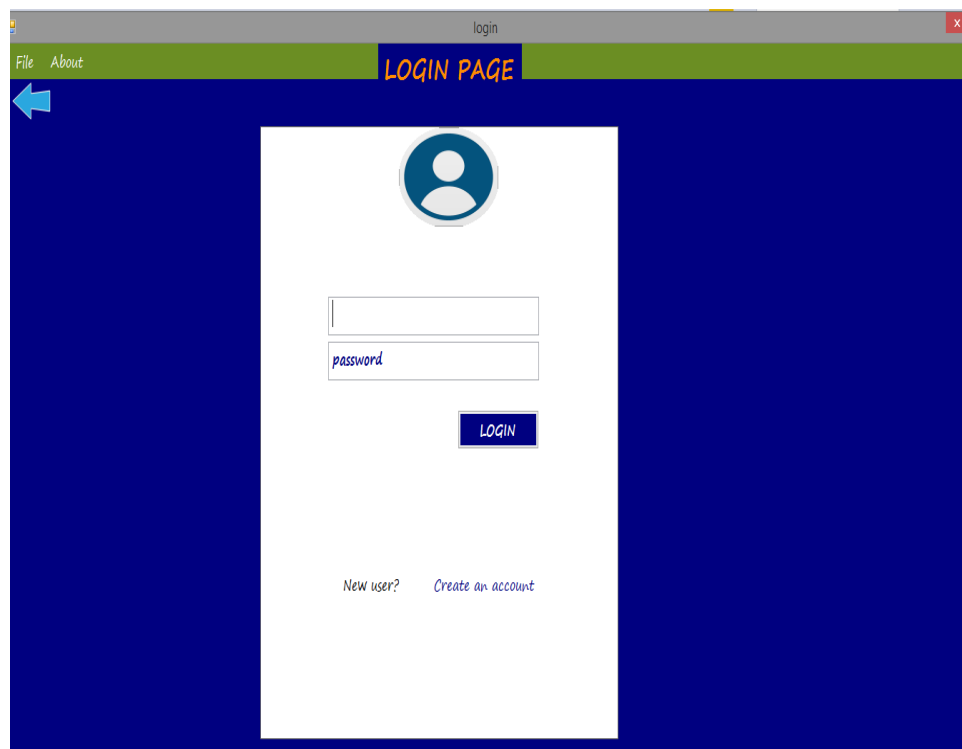 login
x
File About
LOGIN PAGE
password
LOGIN
New user? Create an account